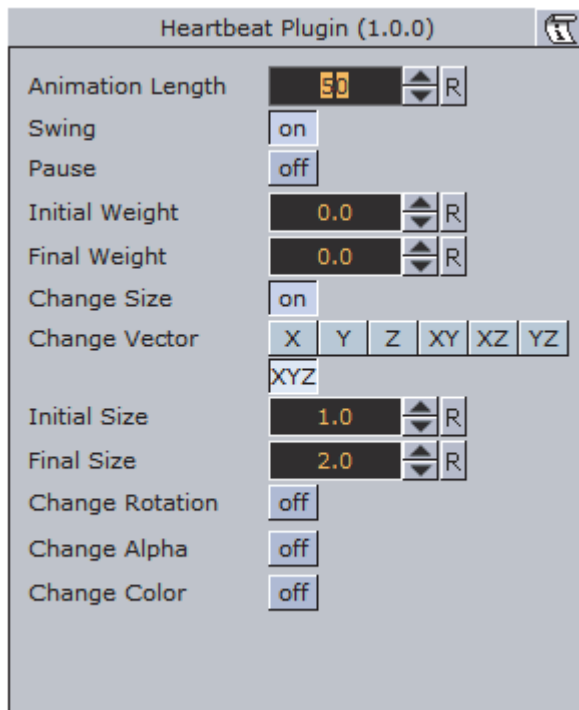 Heartbeat Plugin (1.0.0)
Animation Length 50 R
Swing on
Pause off
Initial Weight 0.0 R
Final Weight 0.0 R
Change Size on
Change Vector X Y Z XY XZ YZ
XYZ
Initial Size 1.0 R
Final Size 2.0 R
Change Rotation off
Change Alpha off
Change Color off